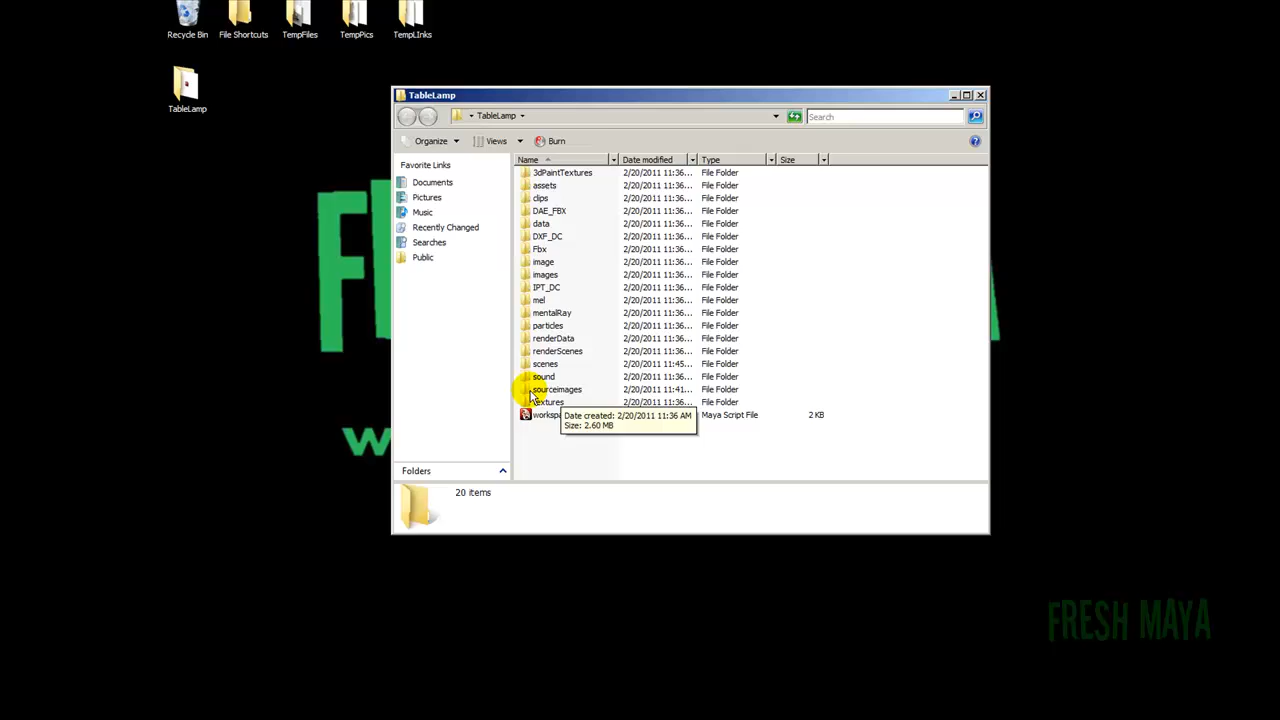 Recycle Bin
File Shortcuts
TempFiles
TempPics
TempLInks
TableLamp
TableLamp
TableLamp
Search
Organize
Views
Burn
Favorite Links
Documents
Pictures
Music
Recently Changed
Searches
Public
Folders
Name Date modified Type Size
3dPaintTextures 2/20/2011 11:36... File Folder
assets 2/20/2011 11:36... File Folder
clips 2/20/2011 11:36... File Folder
DAE_FBX 2/20/2011 11:36... File Folder
data 2/20/2011 11:36... File Folder
DXF_DC 2/20/2011 11:36... File Folder
Fbx 2/20/2011 11:36... File Folder
image 2/20/2011 11:36... File Folder
images 2/20/2011 11:36... File Folder
IPT_DC 2/20/2011 11:36... File Folder
mel 2/20/2011 11:36... File Folder
mentalRay 2/20/2011 11:36... File Folder
particles 2/20/2011 11:36... File Folder
renderData 2/20/2011 11:36... File Folder
renderScenes 2/20/2011 11:36... File Folder
scenes 2/20/2011 11:45... File Folder
sound 2/20/2011 11:36... File Folder
sourceimages 2/20/2011 11:41... File Folder
textures 2/20/2011 11:36... File Folder
Maya Script File 2 KB
Date created: 2/20/2011 11:36 AM
Size: 2.60 MB
20 items
FRESH MAYA